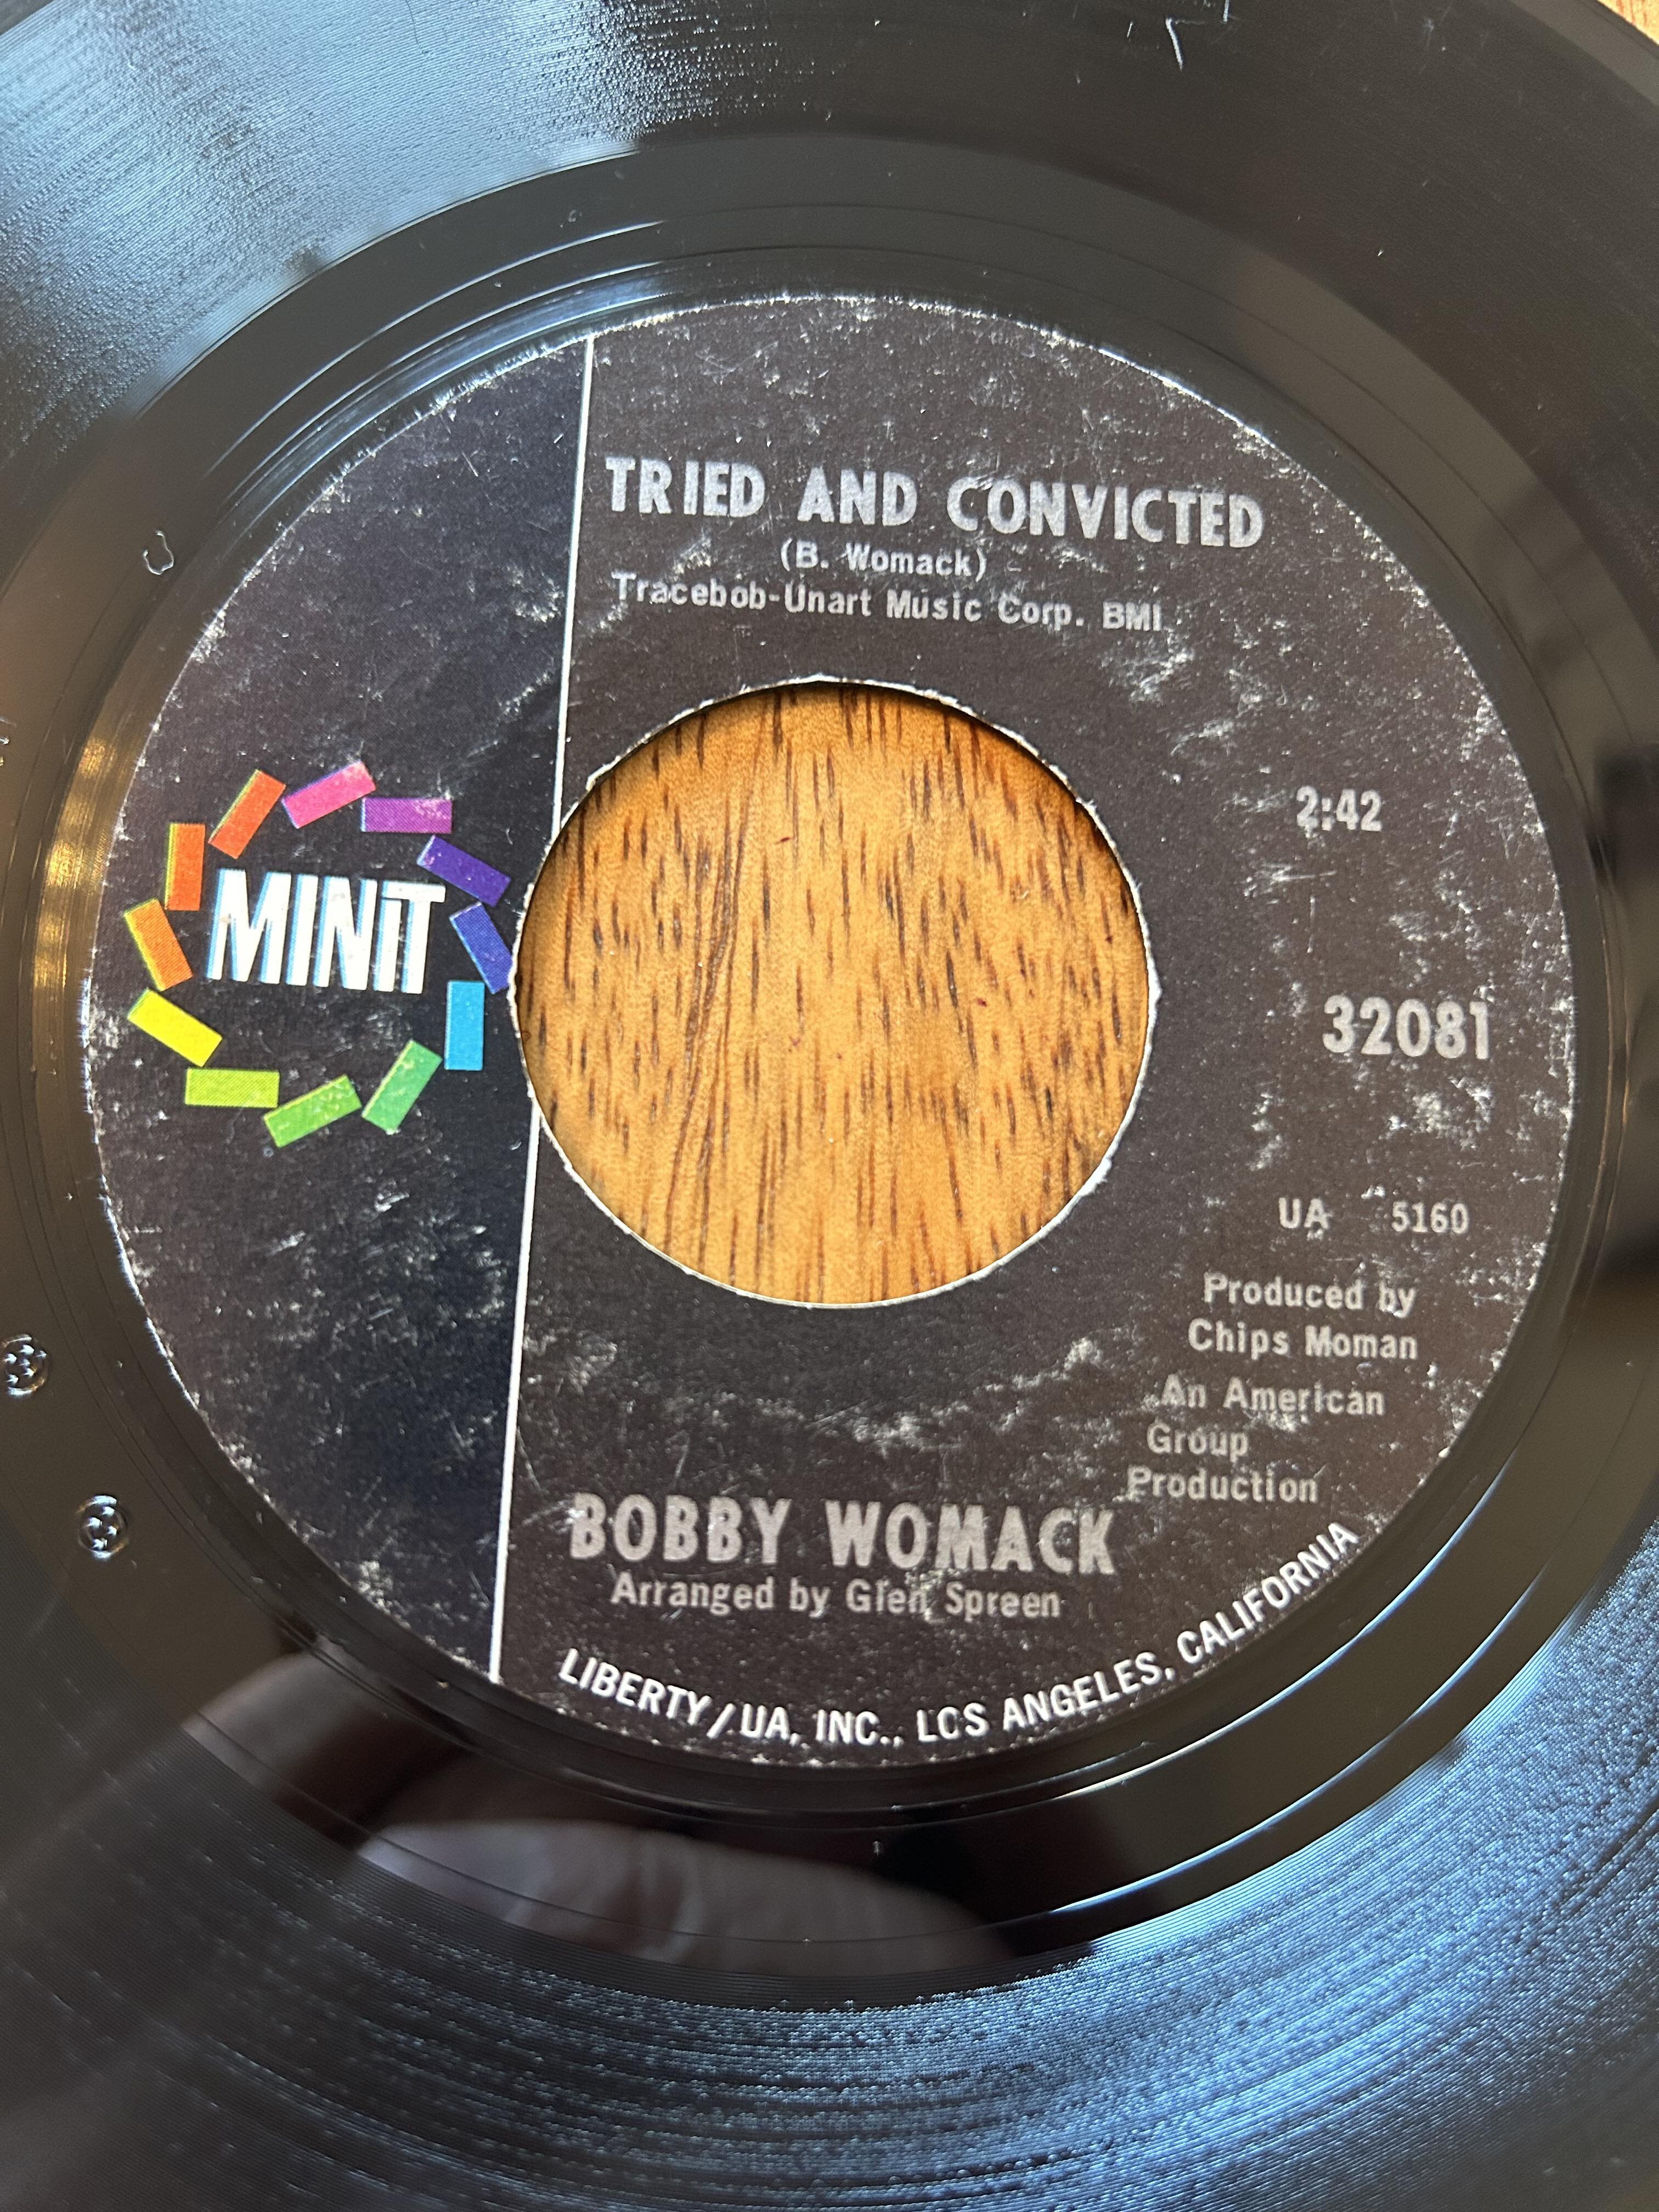 TRIED AND CONVICTED
(B. Womack)
Tracebob-Unart Music Corp. BMI
2:42
MINIT
32081
UA 5160
Produced by
Chips Moman
An American
Group
Production
BOBBY WOMACK
Arranged by Glen Spreen
LIBERTY/UA, INC., LOS ANGELES, CALIFORNIA